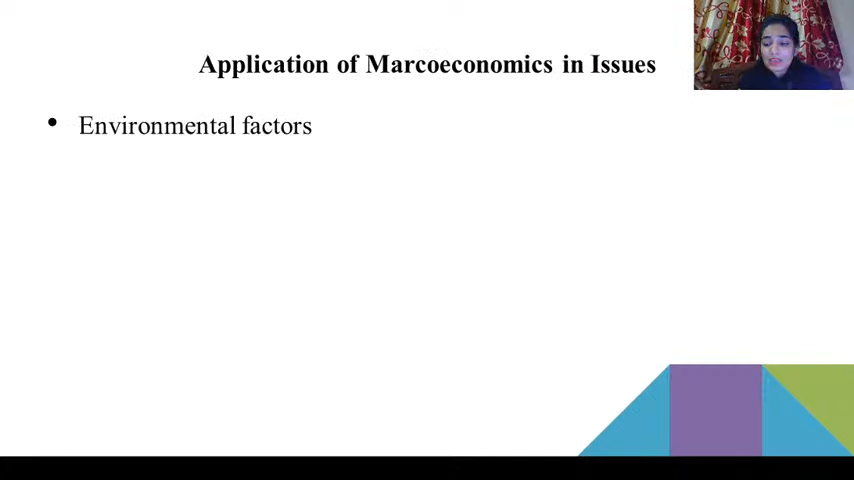 Application of Marcoeconomics in Issues
• Environmental factors